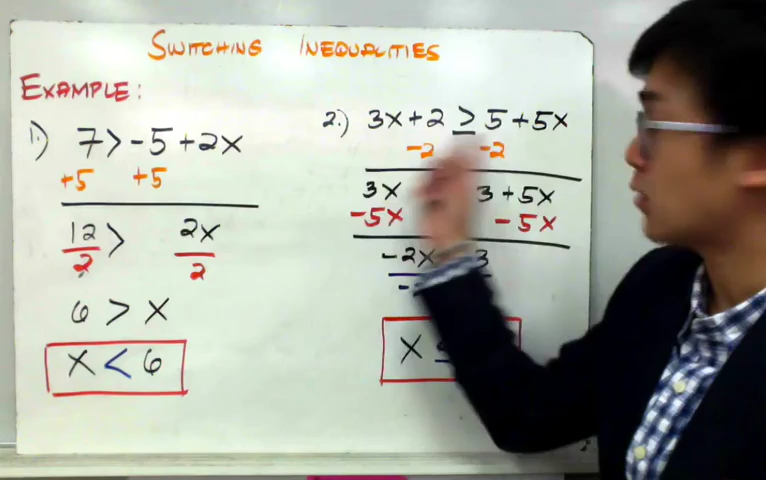 SWITCHING INEQUALITIES
EXAMPLE:
1.) 7 > -5 + 2x
+5 +5
12 > 2x
2 2
6 > x
x < 6
2.) 3x + 2 ≥ 5 + 5x
-2 -2
3x 3 + 5x
-5x -5x
-2x 3
x